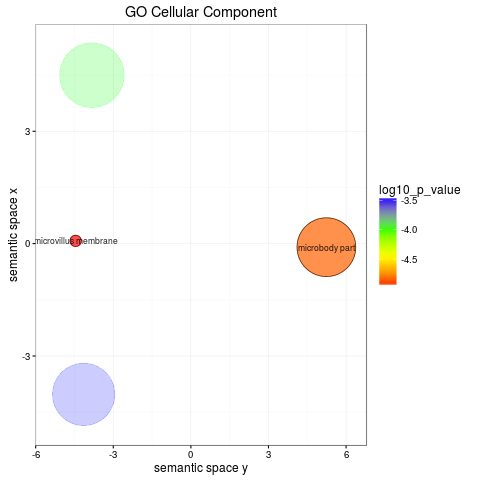 GO Cellular Component
semantic space x
3
0
-3
microvillus membrane
microbody part
-6
-3
0
3
6
semantic space y
log10_p_value
-3.5
-4.0
-4.5